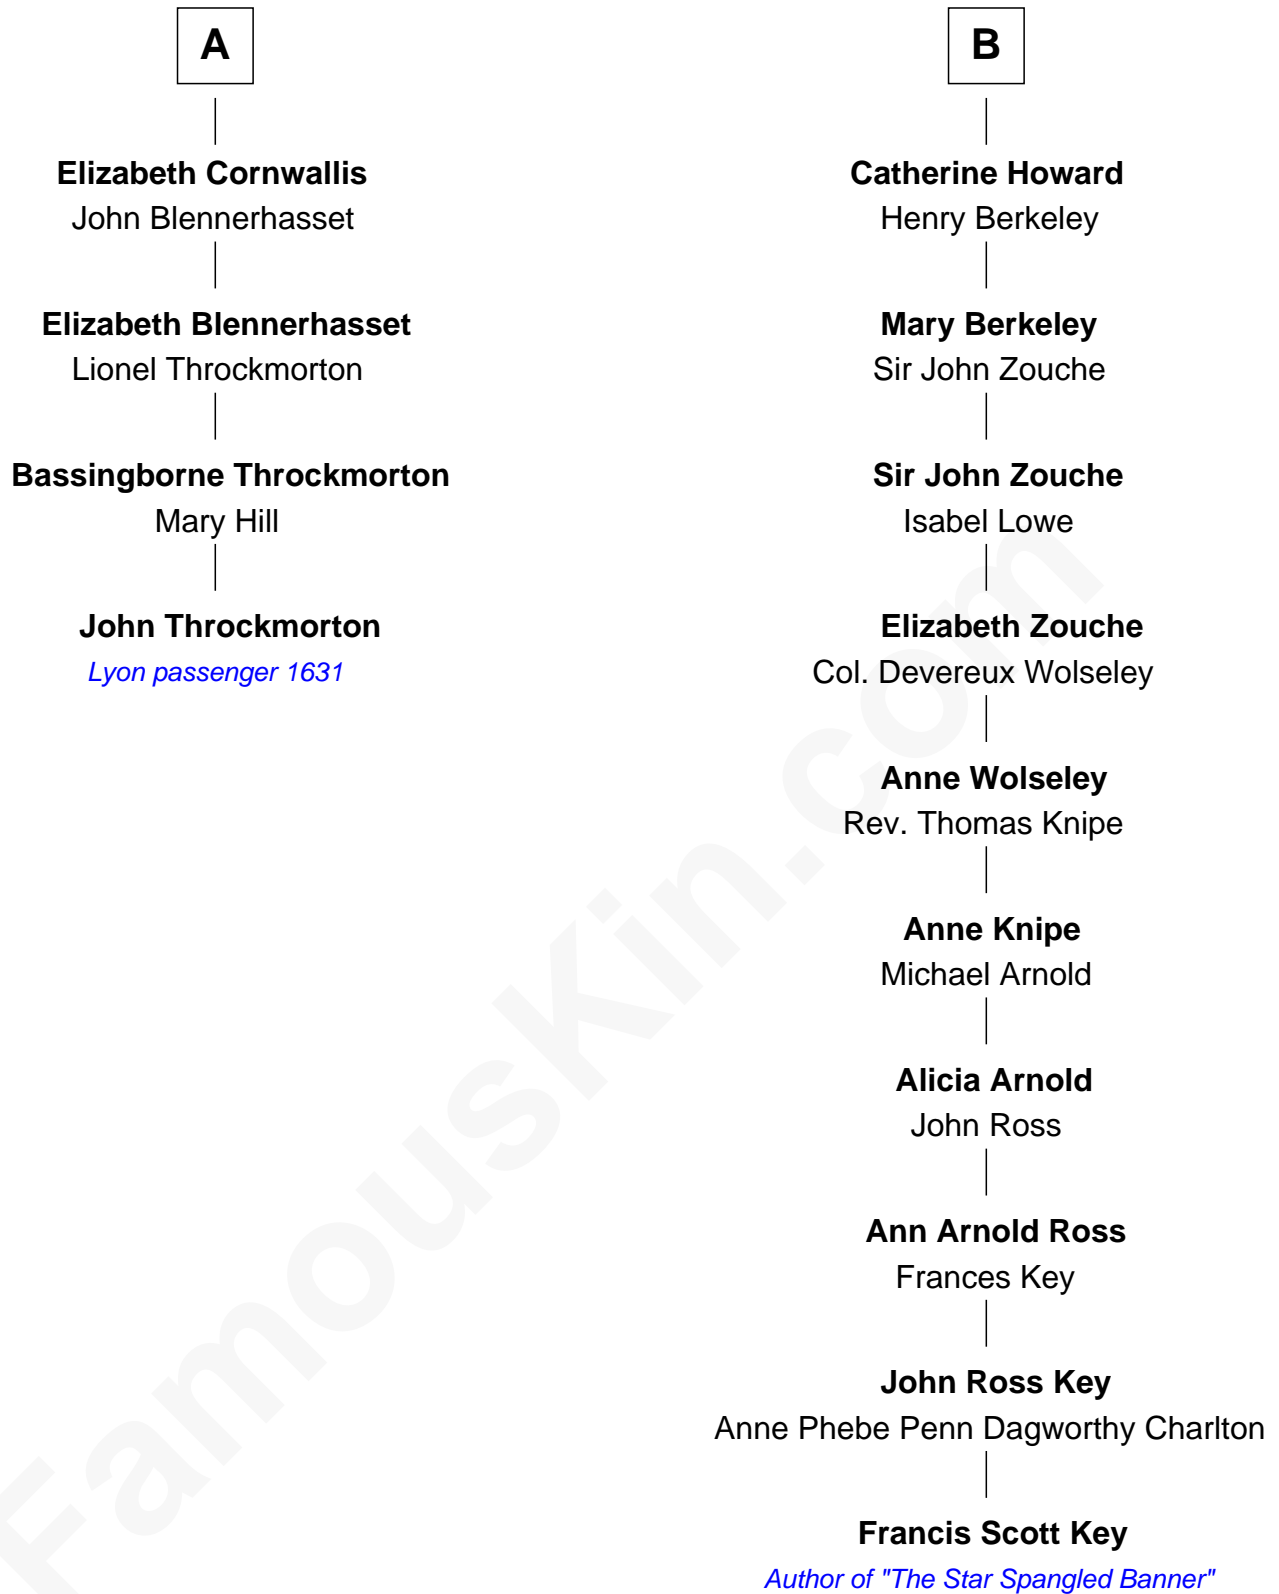 A
Elizabeth Cornwallis
John Blennerhasset
Elizabeth Blennerhasset
Lionel Throckmorton
Bassingborne Throckmorton
Mary Hill
John Throckmorton
Lyon passenger 1631
B
Catherine Howard
Henry Berkeley
Mary Berkeley
Sir John Zouche
Sir John Zouche
Isabel Lowe
Elizabeth Zouche
Col. Devereux Wolseley
Anne Wolseley
Rev. Thomas Knipe
Anne Knipe
Michael Arnold
Alicia Arnold
John Ross
Ann Arnold Ross
Frances Key
John Ross Key
Anne Phebe Penn Dagworthy Charlton
Francis Scott Key
Author of "The Star Spangled Banner"
FamousKin.com